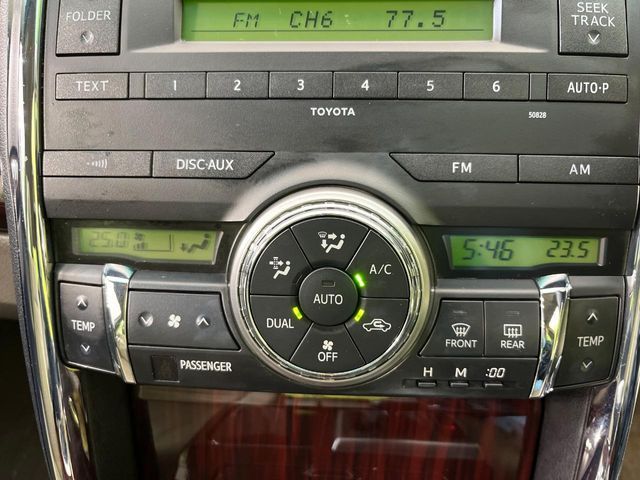 FOLDER
FM CH6 77.5
SEEK
TRACK
TEXT 1 2 3 4 5 6 AUTO·P
TOYOTA 50828
DISC·AUX FM AM
25.0 5:46 23.5
A/C
AUTO
DUAL
OFF
TEMP FRONT REAR TEMP
PASSENGER
H M :00